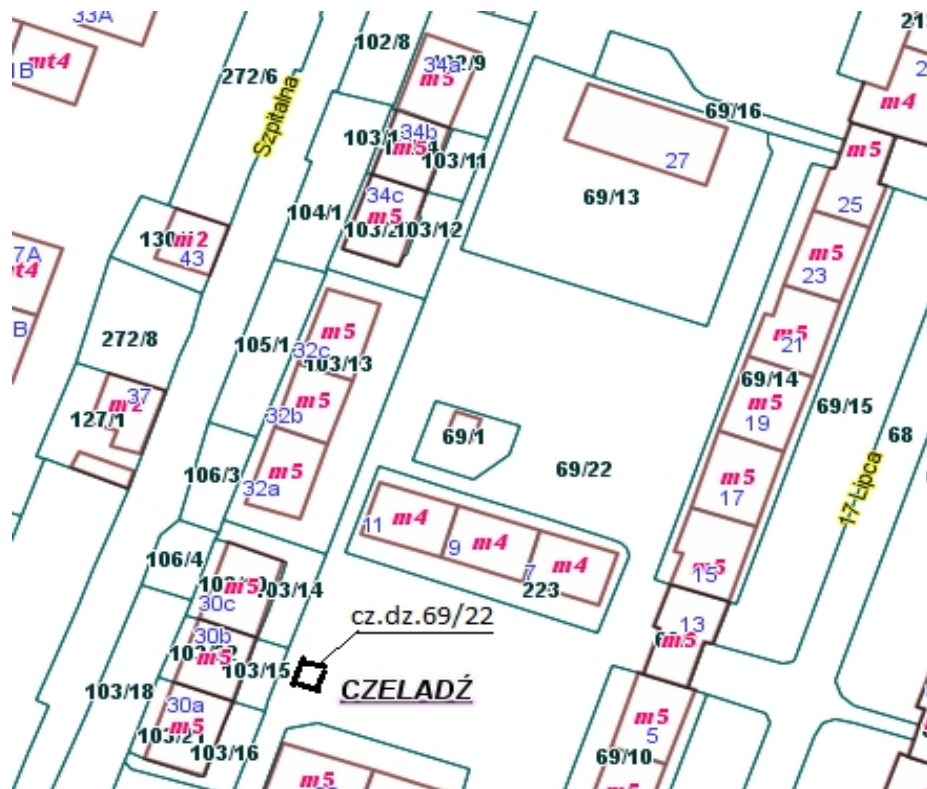 33A
mt4
1B
272/6
Szpitalna
102/8
34a
m5
69/16
m4
34b
m5
103/11
27
69/13
m5
25
34c
m5
103/12
104/1
m2
43
7A
B
m5
23
272/8
105/1
m5
32c
103/13
m5
21
69/14
37
127/1
m5
32b
m5
19
69/15
68
69/1
69/22
106/3
m5
32a
m5
17
17-Lipca
m4
11
m4
9
m4
7
223
m5
15
106/4
m5
30c
103/14
cz.dz.69/22
13
m5
30b
m5
103/15
CZELADŹ
103/18
30a
m5
103/16
m5
5
69/10
m5